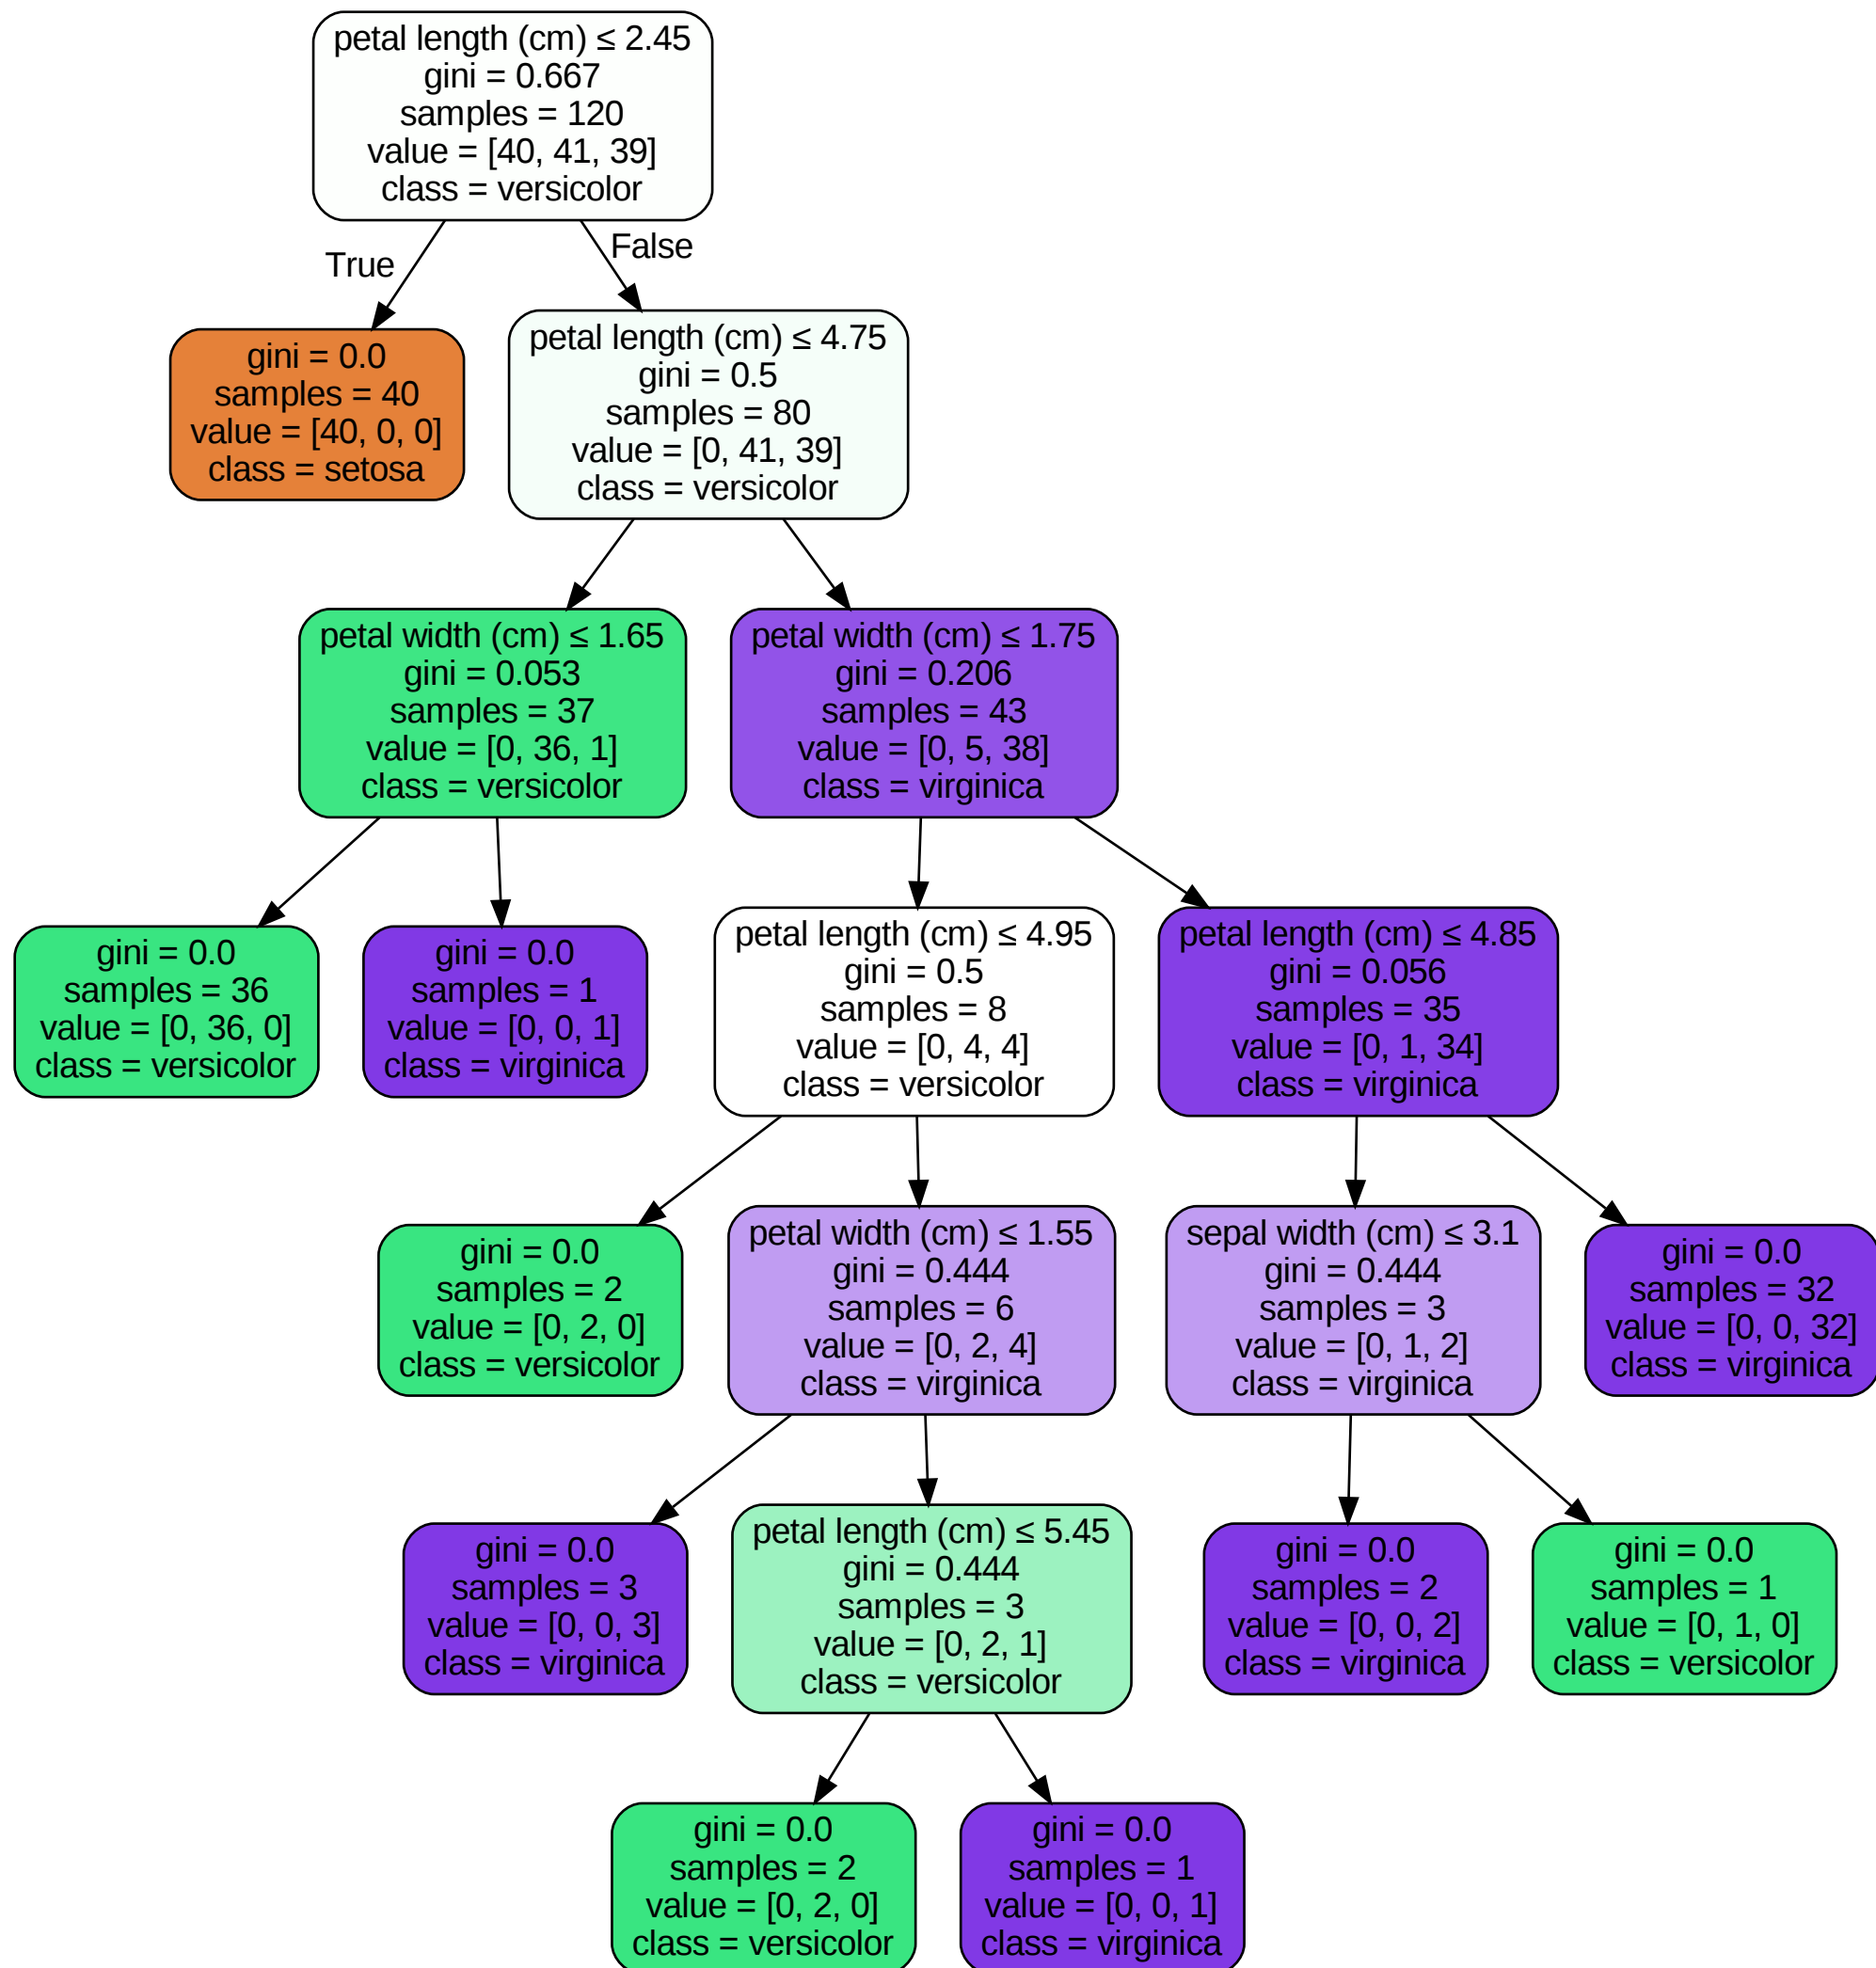 petal length (cm) ≤ 2.45
gini = 0.667
samples = 120
value = [40, 41, 39]
class = versicolor
True
False
gini = 0.0
samples = 40
value = [40, 0, 0]
class = setosa
petal length (cm) ≤ 4.75
gini = 0.5
samples = 80
value = [0, 41, 39]
class = versicolor
petal width (cm) ≤ 1.65
gini = 0.053
samples = 37
value = [0, 36, 1]
class = versicolor
petal width (cm) ≤ 1.75
gini = 0.206
samples = 43
value = [0, 5, 38]
class = virginica
gini = 0.0
samples = 36
value = [0, 36, 0]
class = versicolor
gini = 0.0
samples = 1
value = [0, 0, 1]
class = virginica
petal length (cm) ≤ 4.95
gini = 0.5
samples = 8
value = [0, 4, 4]
class = versicolor
petal length (cm) ≤ 4.85
gini = 0.056
samples = 35
value = [0, 1, 34]
class = virginica
gini = 0.0
samples = 2
value = [0, 2, 0]
class = versicolor
petal width (cm) ≤ 1.55
gini = 0.444
samples = 6
value = [0, 2, 4]
class = virginica
sepal width (cm) ≤ 3.1
gini = 0.444
samples = 3
value = [0, 1, 2]
class = virginica
gini = 0.0
samples = 32
value = [0, 0, 32]
class = virginica
gini = 0.0
samples = 3
value = [0, 0, 3]
class = virginica
petal length (cm) ≤ 5.45
gini = 0.444
samples = 3
value = [0, 2, 1]
class = versicolor
gini = 0.0
samples = 2
value = [0, 0, 2]
class = virginica
gini = 0.0
samples = 1
value = [0, 1, 0]
class = versicolor
gini = 0.0
samples = 2
value = [0, 2, 0]
class = versicolor
gini = 0.0
samples = 1
value = [0, 0, 1]
class = virginica